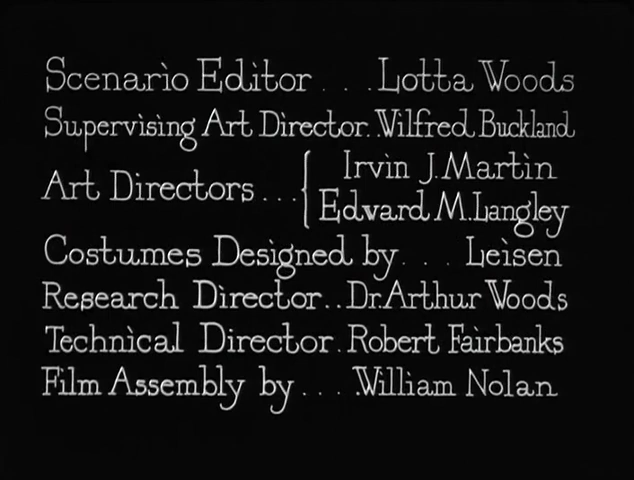 Scenario Editor . . . Lotta Woods
Supervising Art Director. Wilfred Buckland
Art Directors . . . { Irvin J. Martin
Edward M. Langley
Costumes Designed by . . . Leisen
Research Director . . Dr. Arthur Woods
Technical Director . Robert Fairbanks
Film Assembly by . . . . William Nolan